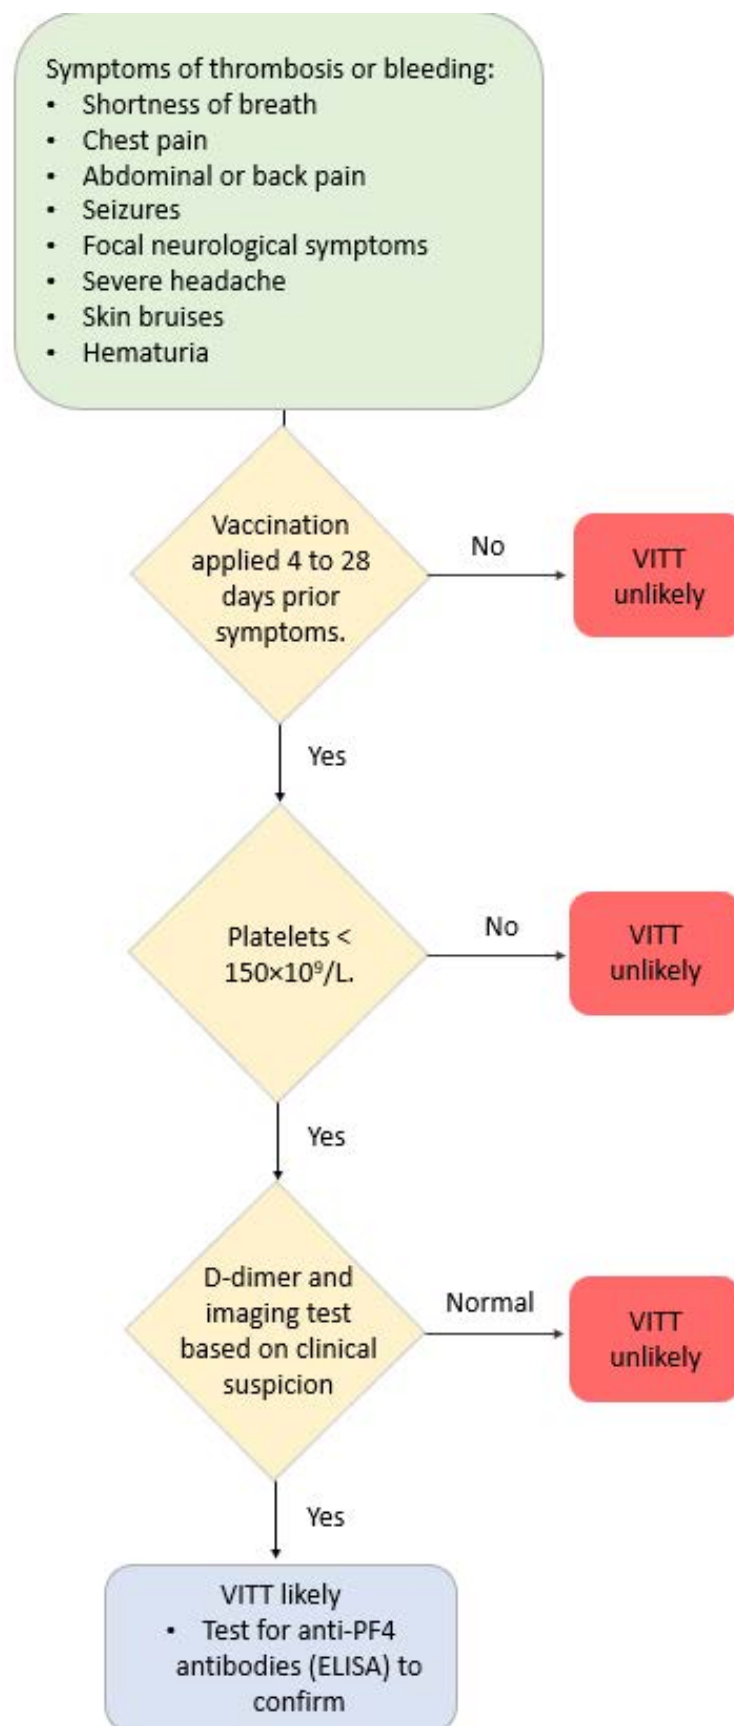 Symptoms of thrombosis or bleeding:
• Shortness of breath
• Chest pain
• Abdominal or back pain
• Seizures
• Focal neurological symptoms
• Severe headache
• Skin bruises
• Hematuria
Vaccination
applied 4 to 28
days prior
symptoms.
No
VITT
unlikely
Yes
Platelets <
150×10⁹/L.
No
VITT
unlikely
Yes
D-dimer and
imaging test
based on clinical
suspicion
Normal
VITT
unlikely
Yes
VITT likely
• Test for anti-PF4
antibodies (ELISA) to
confirm